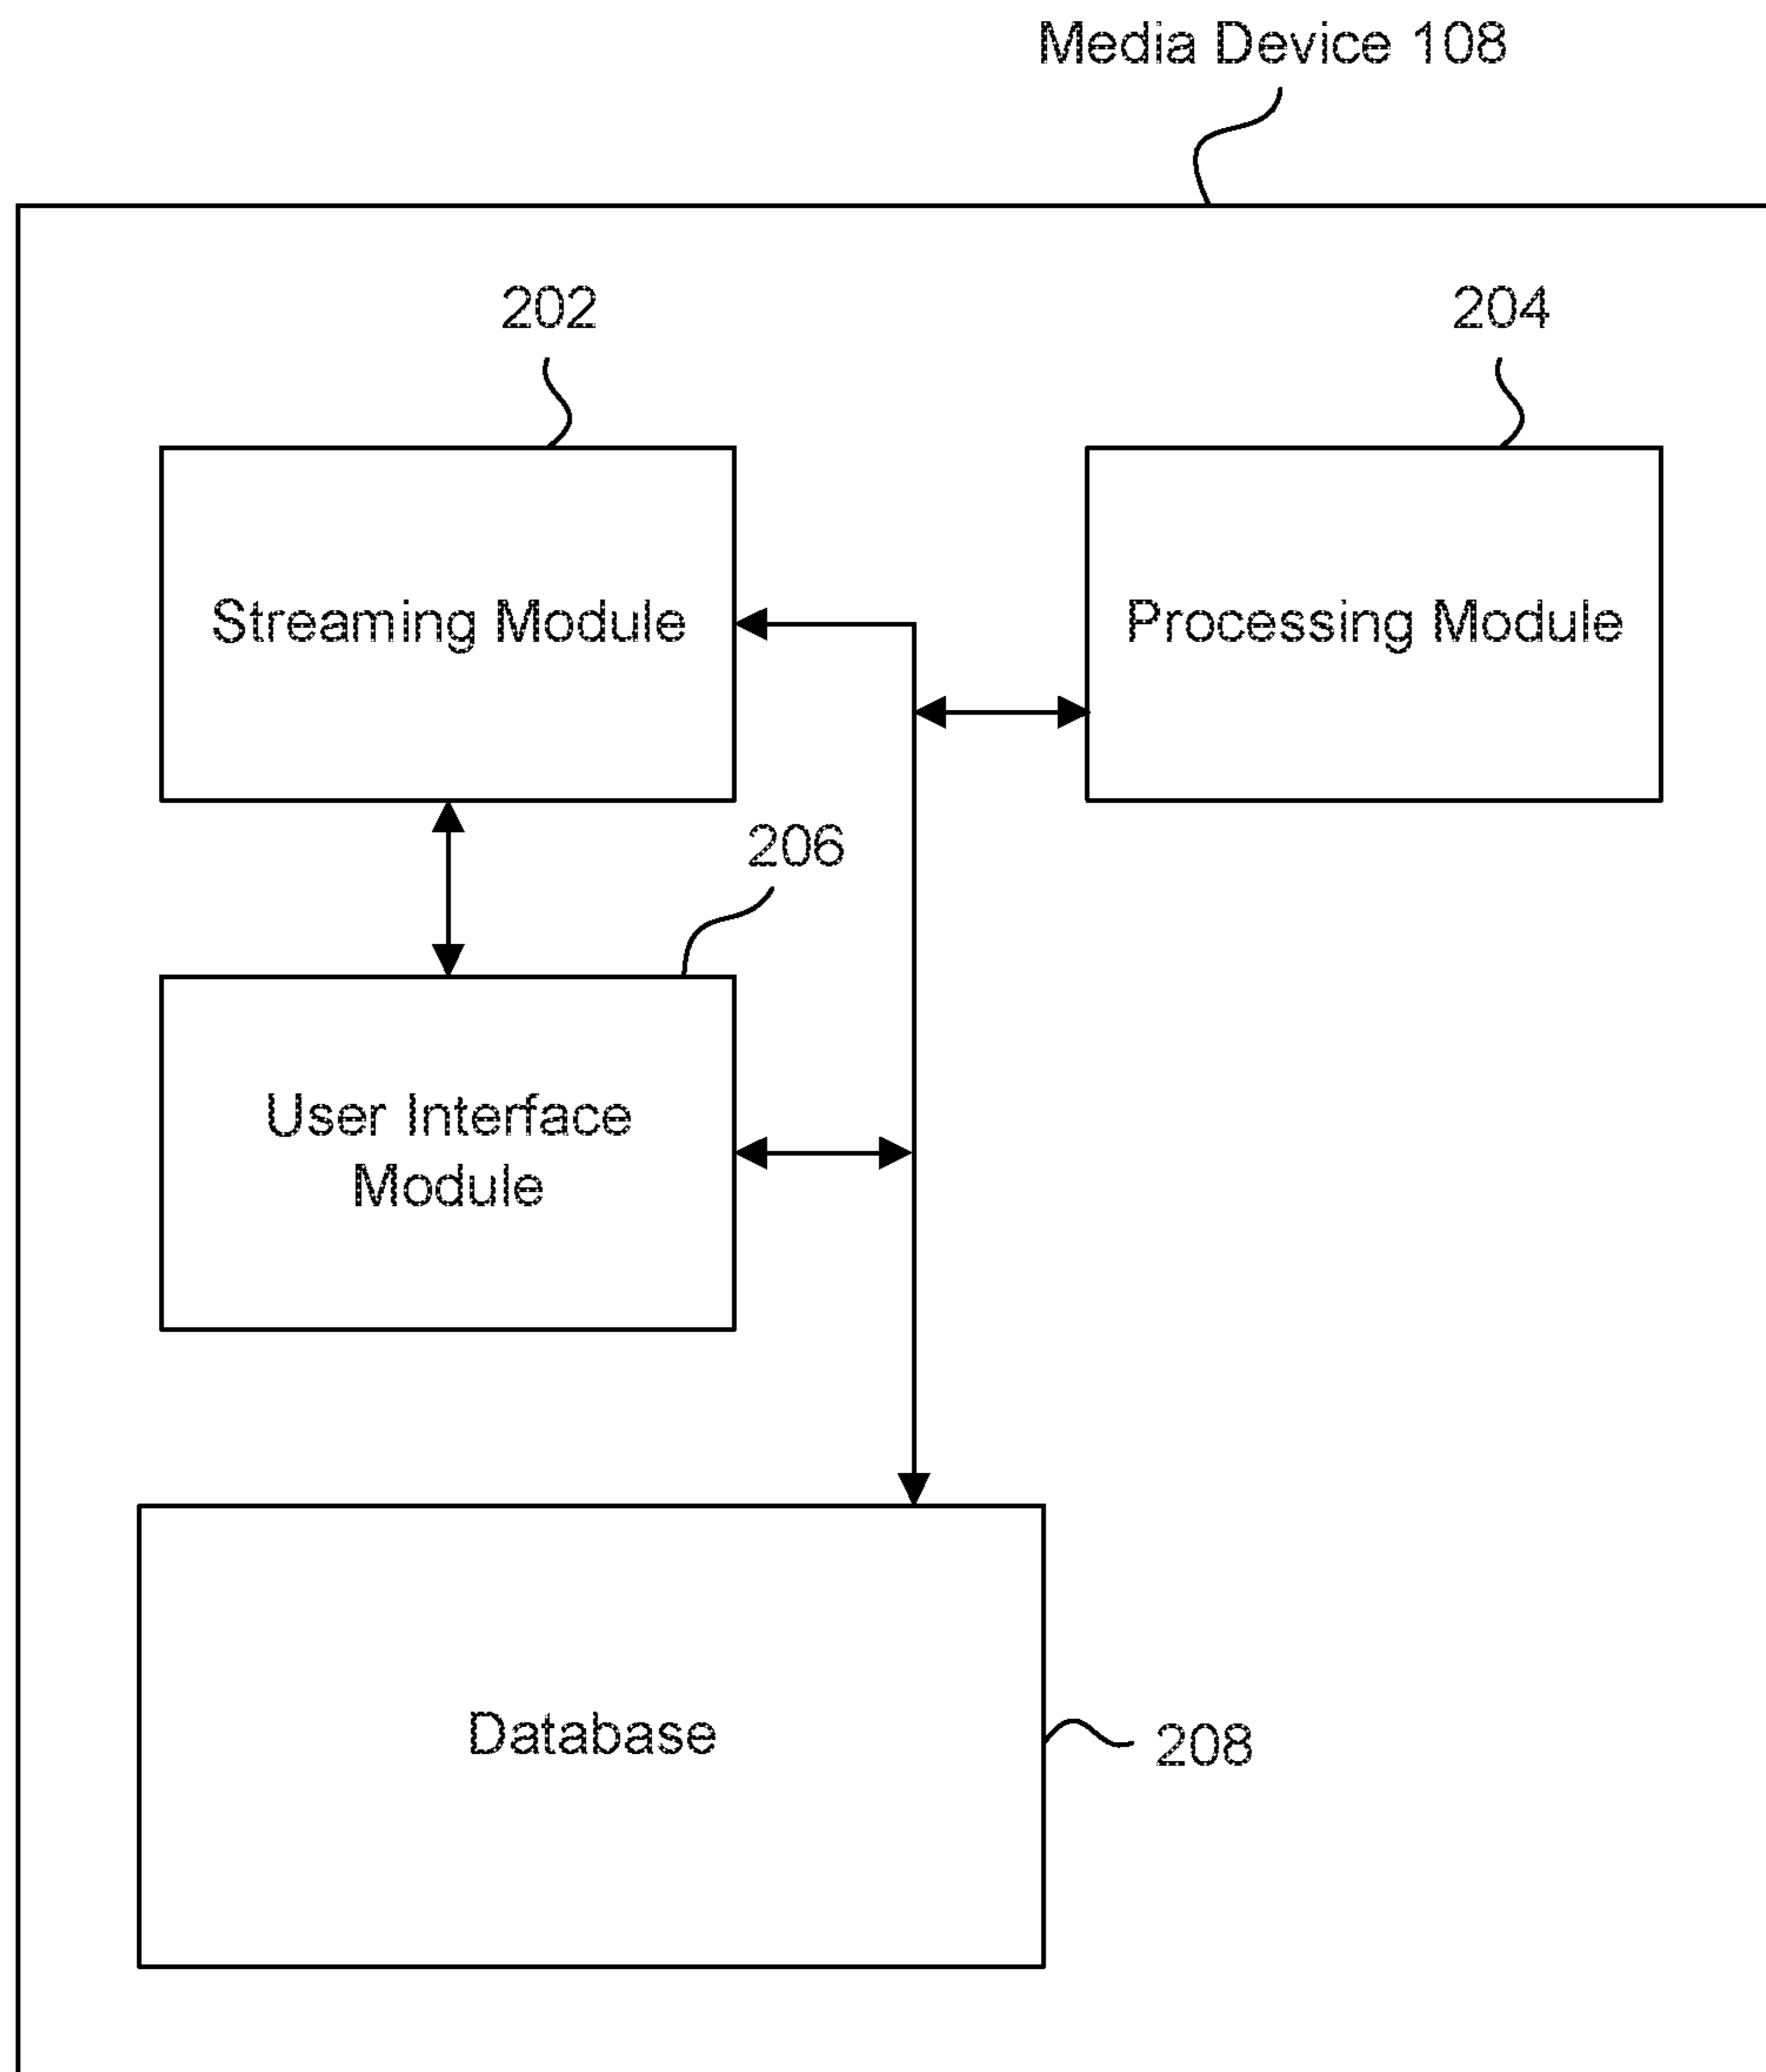 Media Device 108
202
204
Streaming Module
Processing Module
206
User Interface
Module
Database
208